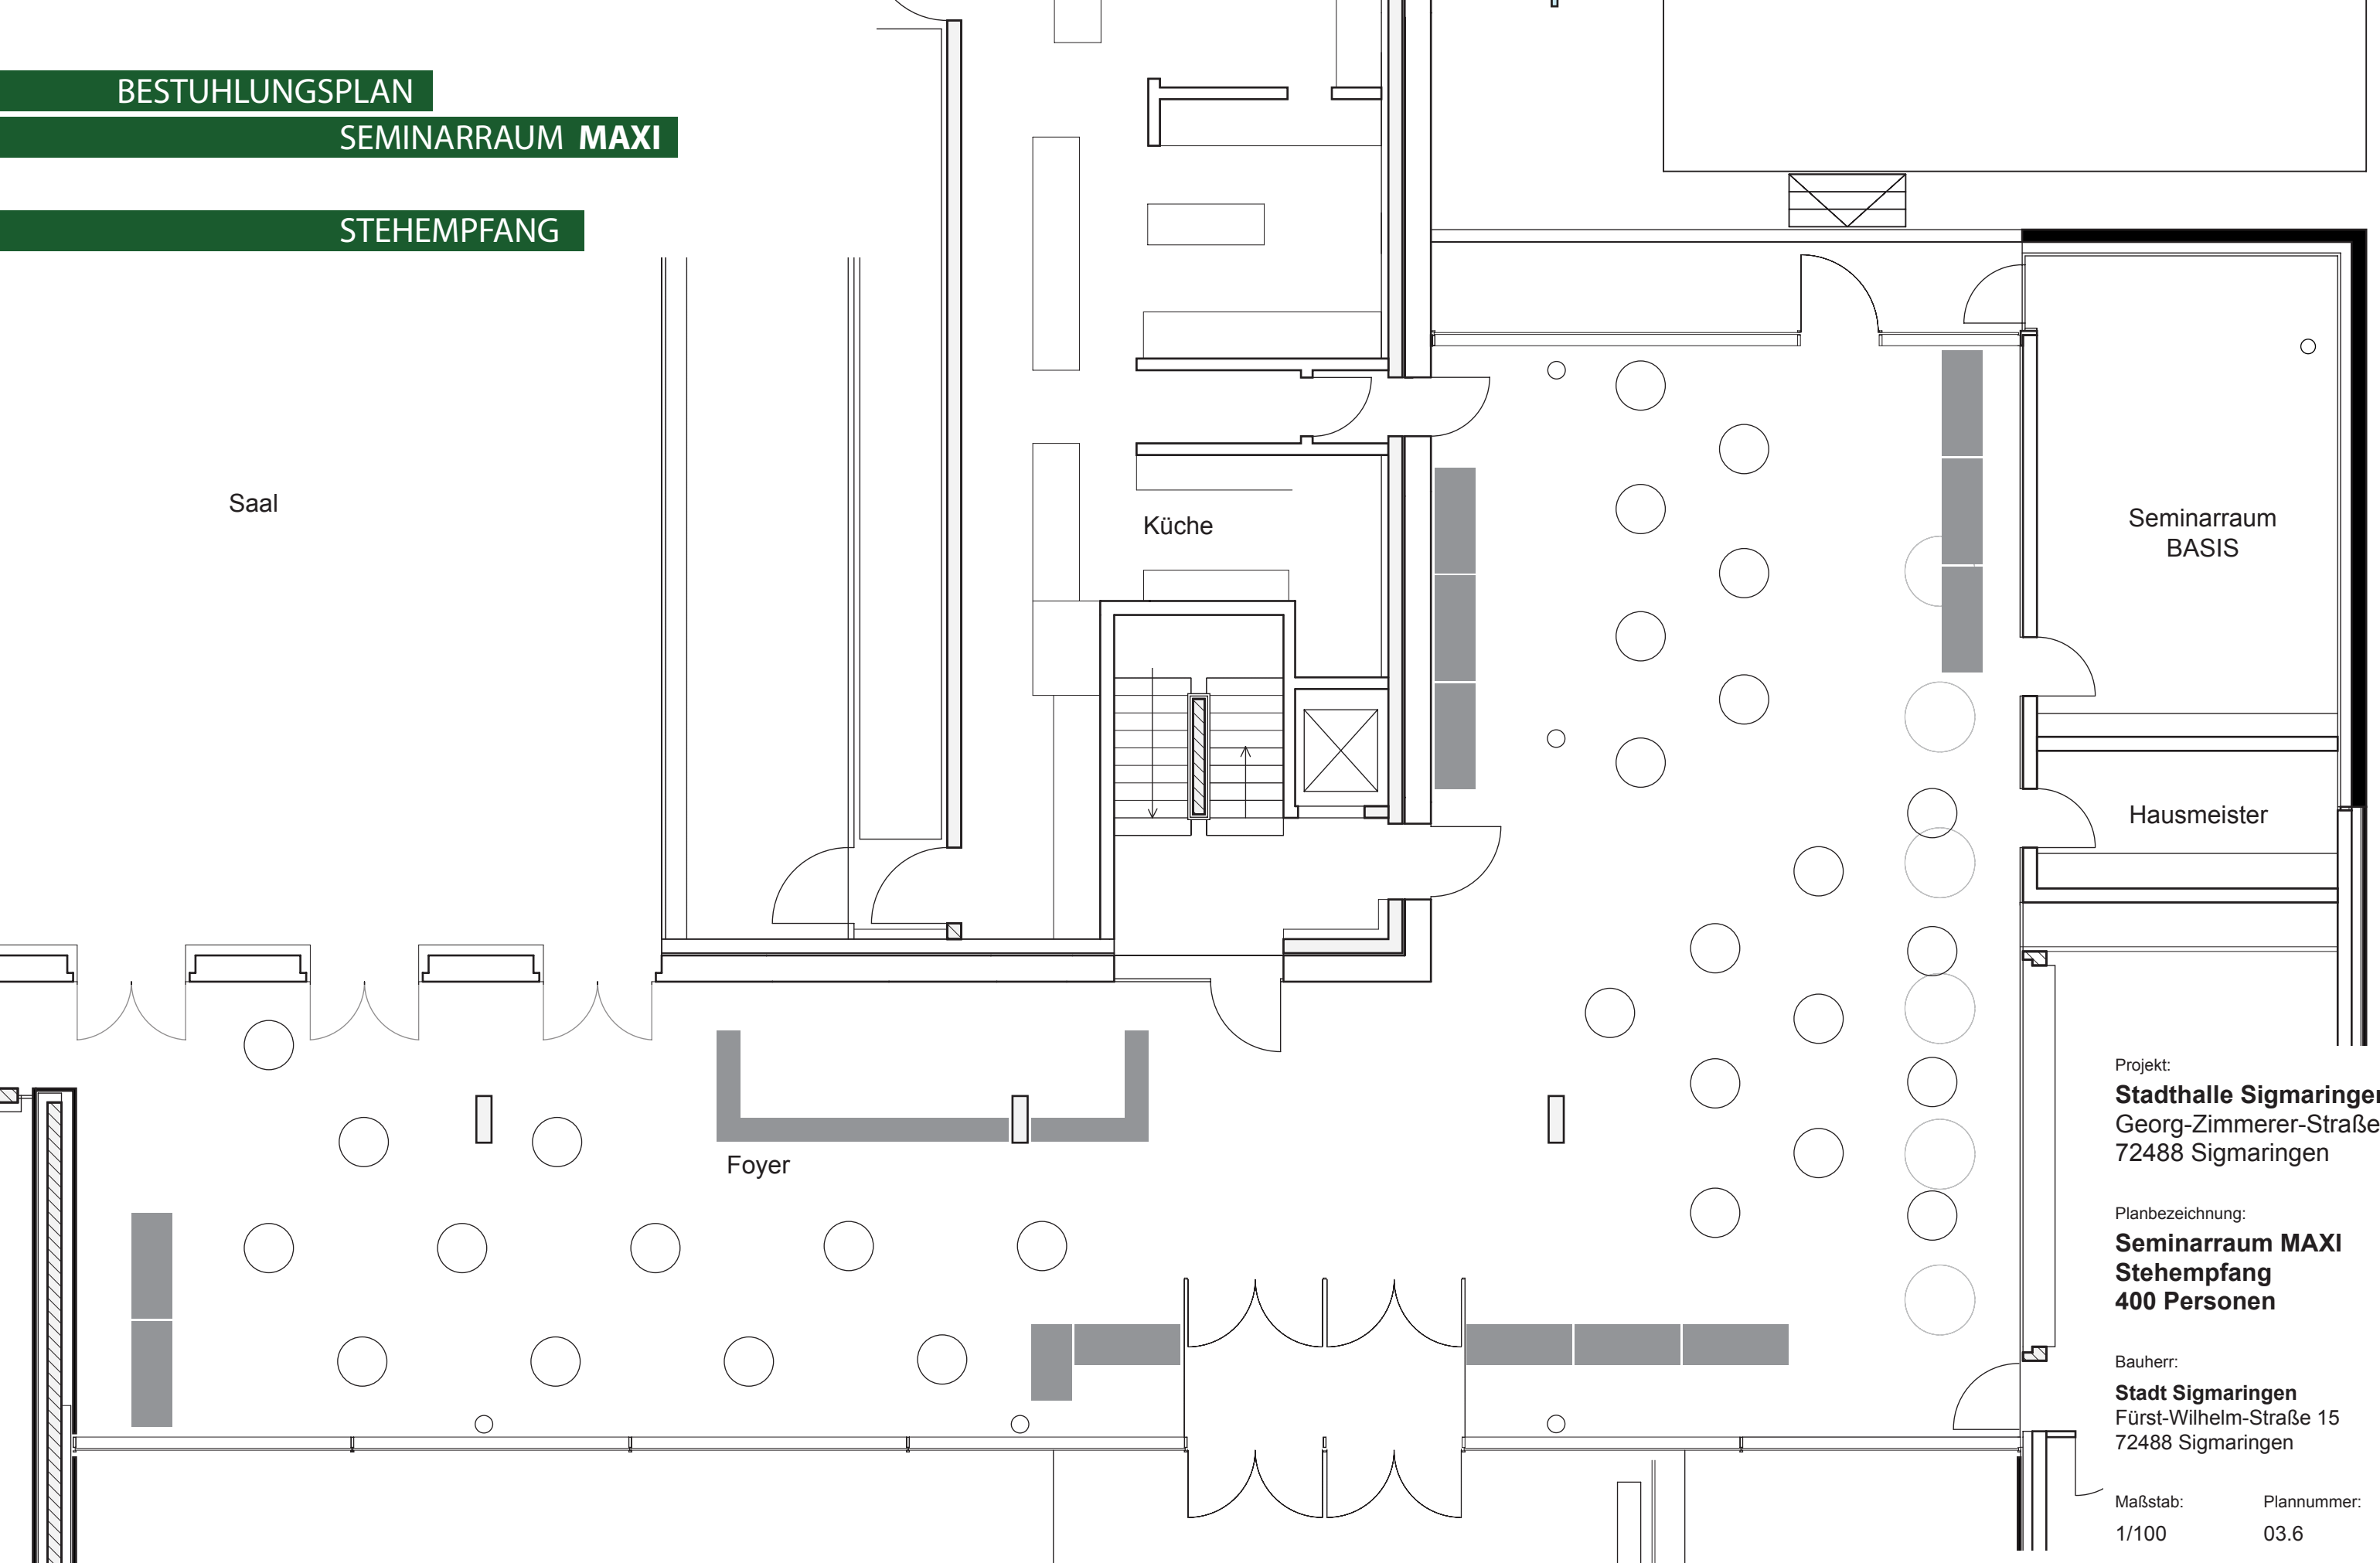 BESTUHLUNGSPLAN
SEMINARRAUM MAXI
STEHEMPFANG
Saal
Küche
Seminarraum
BASIS
Hausmeister
Foyer
Projekt:
Stadthalle Sigmaringen
Georg-Zimmerer-Straße
72488 Sigmaringen
Planbezeichnung:
Seminarraum MAXI
Stehempfang
400 Personen
Bauherr:
Stadt Sigmaringen
Fürst-Wilhelm-Straße 15
72488 Sigmaringen
Maßstab: Plannummer:
1/100 03.6